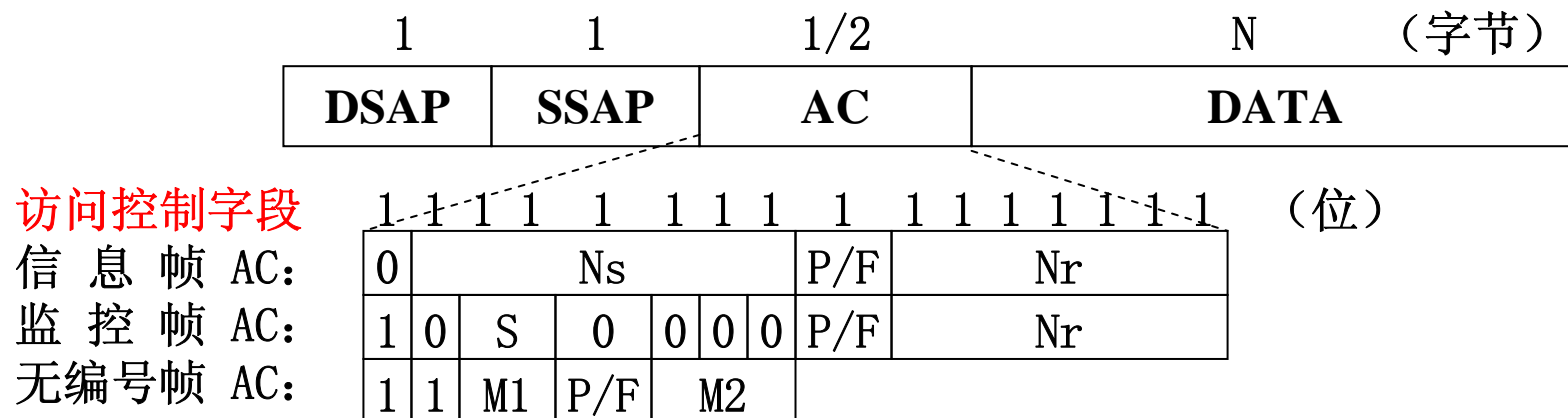 1 1 1/2 N （字节）
DSAP SSAP AC DATA
访问控制字段 1 1 1 1 1 1 1 1 1 1 1 1 1 1 1 1 （位）
信 息 帧 AC： 0 Ns P/F Nr
监 控 帧 AC： 1 0 S 0 0 0 0 P/F Nr
无编号帧 AC： 1 1 M1 P/F M2